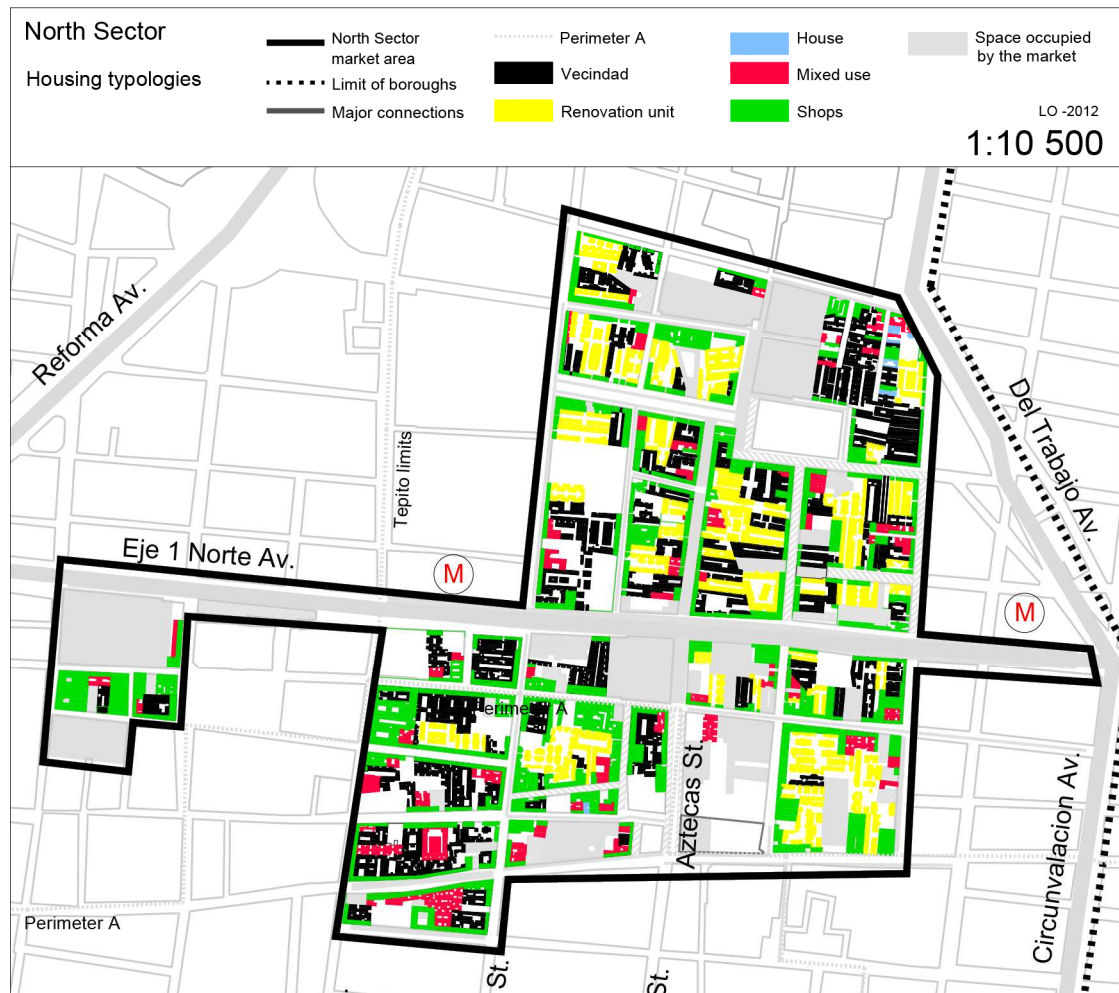 North Sector
Housing typologies
North Sector
market area
Limit of boroughs
Major connections
Perimeter A
Vecindad
Renovation unit
House
Mixed use
Shops
Space occupied
by the market
LO -2012
1:10 500
Reforma Av.
Tepito limits
Del Trabajo Av.
Eje 1 Norte Av.
M
M
Perimeter A
Aztecas St.
Circunvalacion Av.
Perimeter A
St.
St.